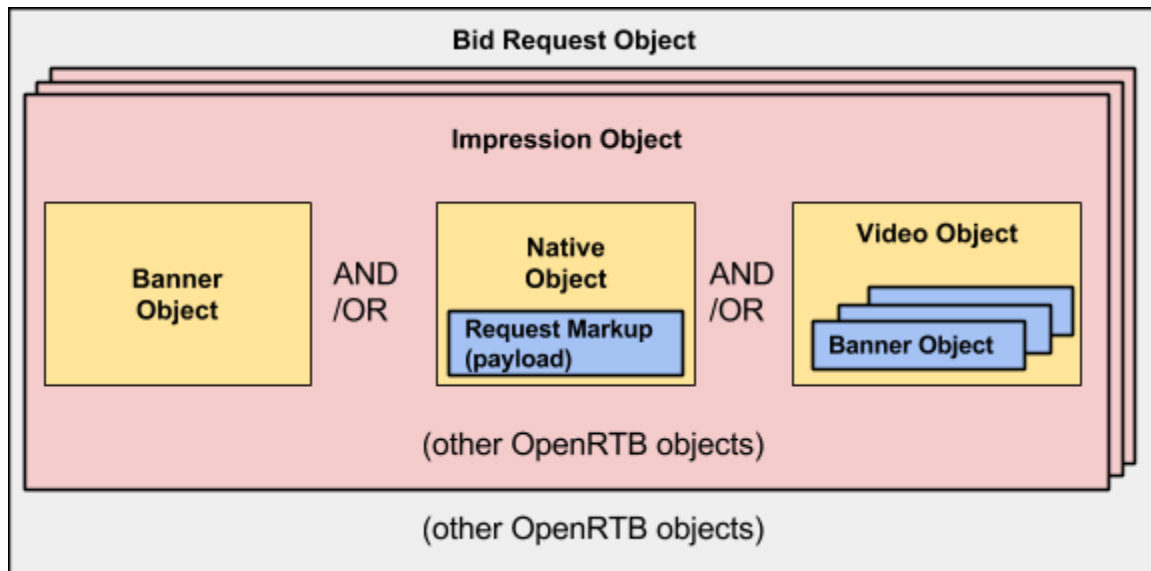 Bid Request Object
Impression Object
Banner
Object
AND
/OR
Native
Object
Request Markup
(payload)
AND
/OR
Video Object
Banner Object
(other OpenRTB objects)
(other OpenRTB objects)